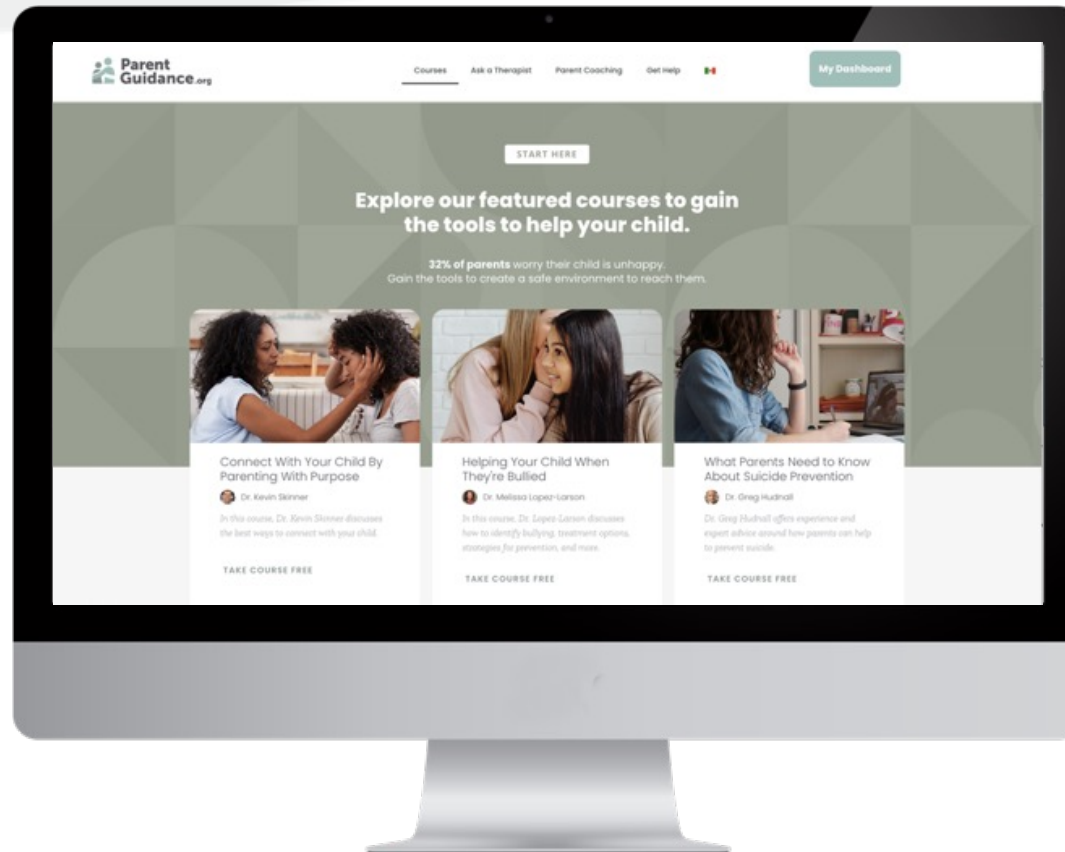 Parent
Guidance.org
Courses Ask a Therapist Parent Coaching Get Help
My Dashboard
START HERE
Explore our featured courses to gain
the tools to help your child.
32% of parents worry their child is unhappy.
Gain the tools to create a safe environment to reach them.
Connect With Your Child By
Parenting With Purpose
Dr. Kevin Skinner
In this course, Dr. Kevin Skinner discusses
the best ways to connect with your child.
TAKE COURSE FREE
Helping Your Child When
They're Bullied
Dr. Melissa Lopez-Larson
In this course, Dr. Lopez-Larson discusses
how to identify bullying, treatment options,
strategies for prevention, and more.
TAKE COURSE FREE
What Parents Need to Know
About Suicide Prevention
Dr. Greg Hudnall
Dr. Greg Hudnall offers experience and
expert advice around how parents can help
to prevent suicide.
TAKE COURSE FREE